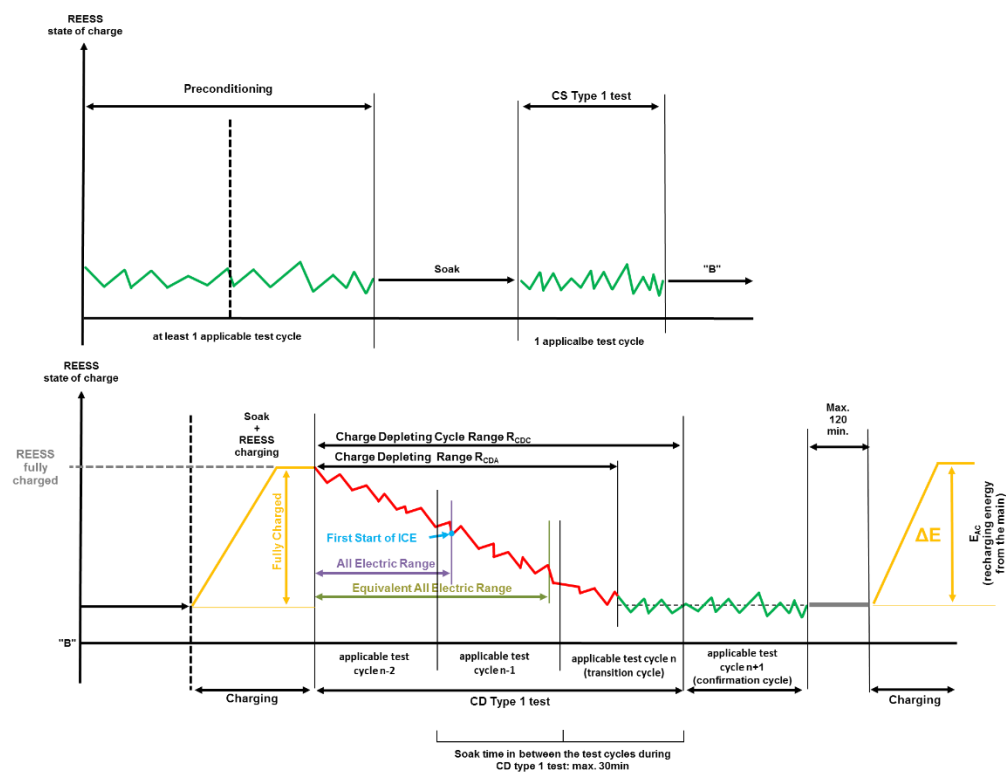 REESS
state of charge
Preconditioning
CS Type 1 test
Soak
"B"
at least 1 applicable test cycle
1 applicalbe test cycle
REESS
state of charge
Soak
+
REESS
charging
Max.
120
min.
Charge Depleting Cycle Range RCDC
Charge Depleting Range RCDA
REESS
fully
charged
Fully Charged
First Start of ICE
All Electric Range
Equivalent All Electric Range
ΔE
EAC
(recharging energy
from the main)
"B"
applicable test
cycle n-2
applicable test
cycle n-1
applicable test cycle n
(transition cycle)
applicable test
cycle n+1
(confirmation cycle)
Charging
CD Type 1 test
Charging
Soak time in between the test cycles during
CD type 1 test: max. 30min